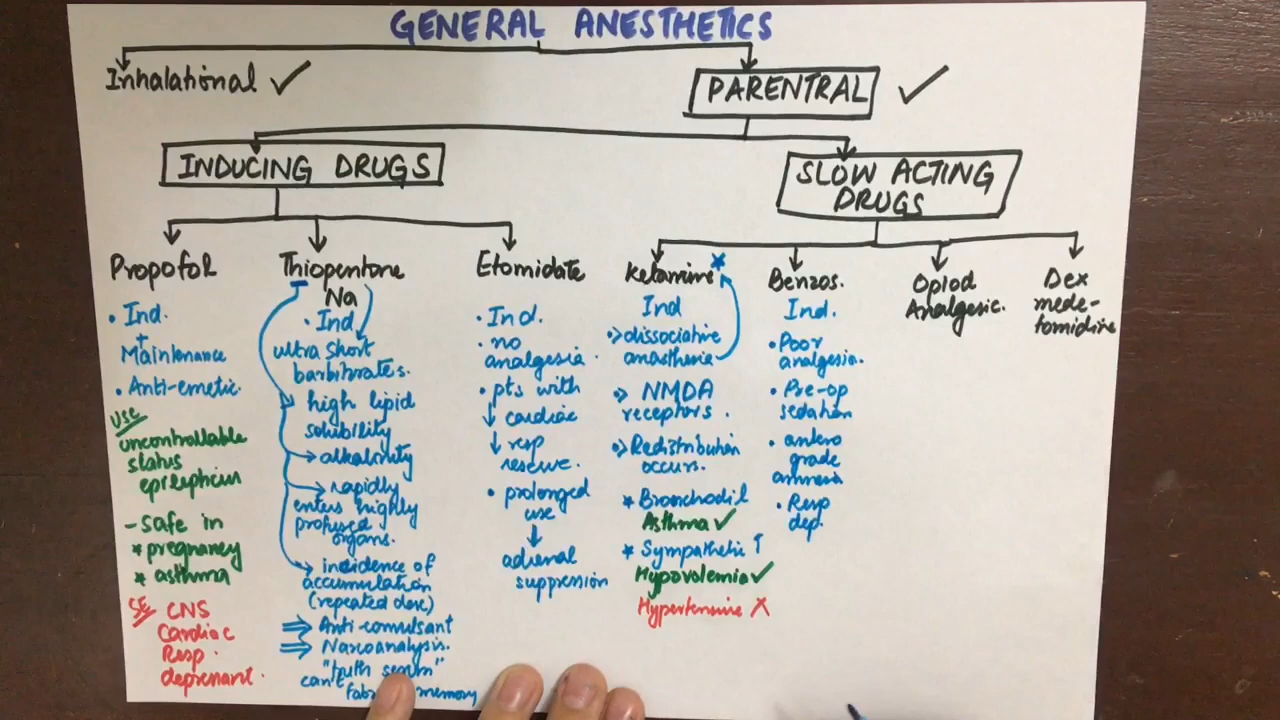 GENERAL ANESTHETICS
Inhalational ✓
PARENTRAL ✓
INDUCING DRUGS
SLOW ACTING
DRUGS
Propofol
• Ind.
+
Maintenance
• Anti-emetic.
Use
uncontrollable
status
epilepticus
- Safe in
* pregnancy
* asthma
SE CNS
Cardiac
Resp.
depressant.
Thiopentone
Na
• Ind
ultra short
barbitrates.
high lipid
solubility
alkalinity
rapidly
enters highly
profused
organs.
incidence of
accumulation
(repeated dose)
⇒ Anti-convulsant
⇒ Narcoanalysis.
"truth serum"
can't
memory
Etomidate
• Ind.
• no
analgesia.
• pts with
↓ cardiac
↓ resp
reserve.
• prolonged
use
↓
adrenal
suppression
Ketamine *
Ind
dissociative
anasthesia
NMDA
receptors.
Redistribution
occurs.
* Bronchodil
Asthma ✓
* Sympathetic ↑
Hypovolemia ✓
Hypertensive X
Benzos.
Ind.
• Poor
analgesia.
• Pre-op
sedation
• antero
grade
amnesia
• Resp
dep.
Opiod
Analgesic.
Dex
mede-
tomidine